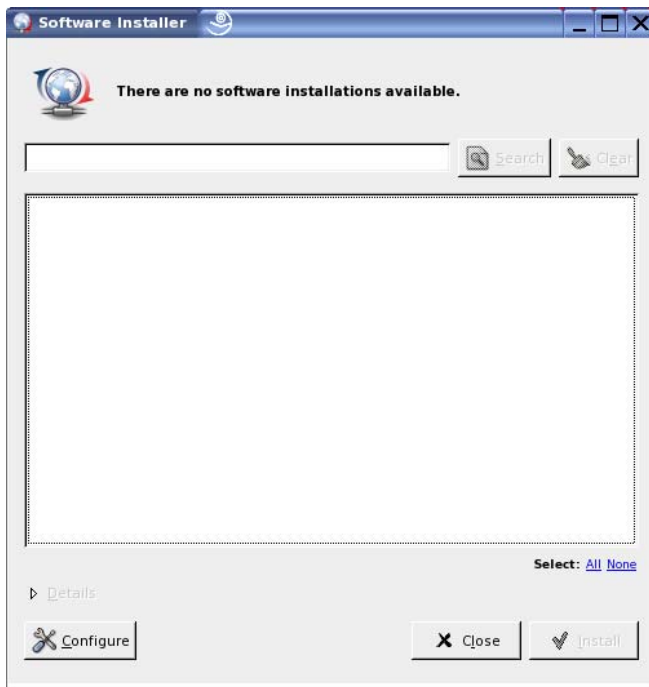 Software Installer
There are no software installations available.
Search
Clear
Select: All None
Details
Configure
Close
Install